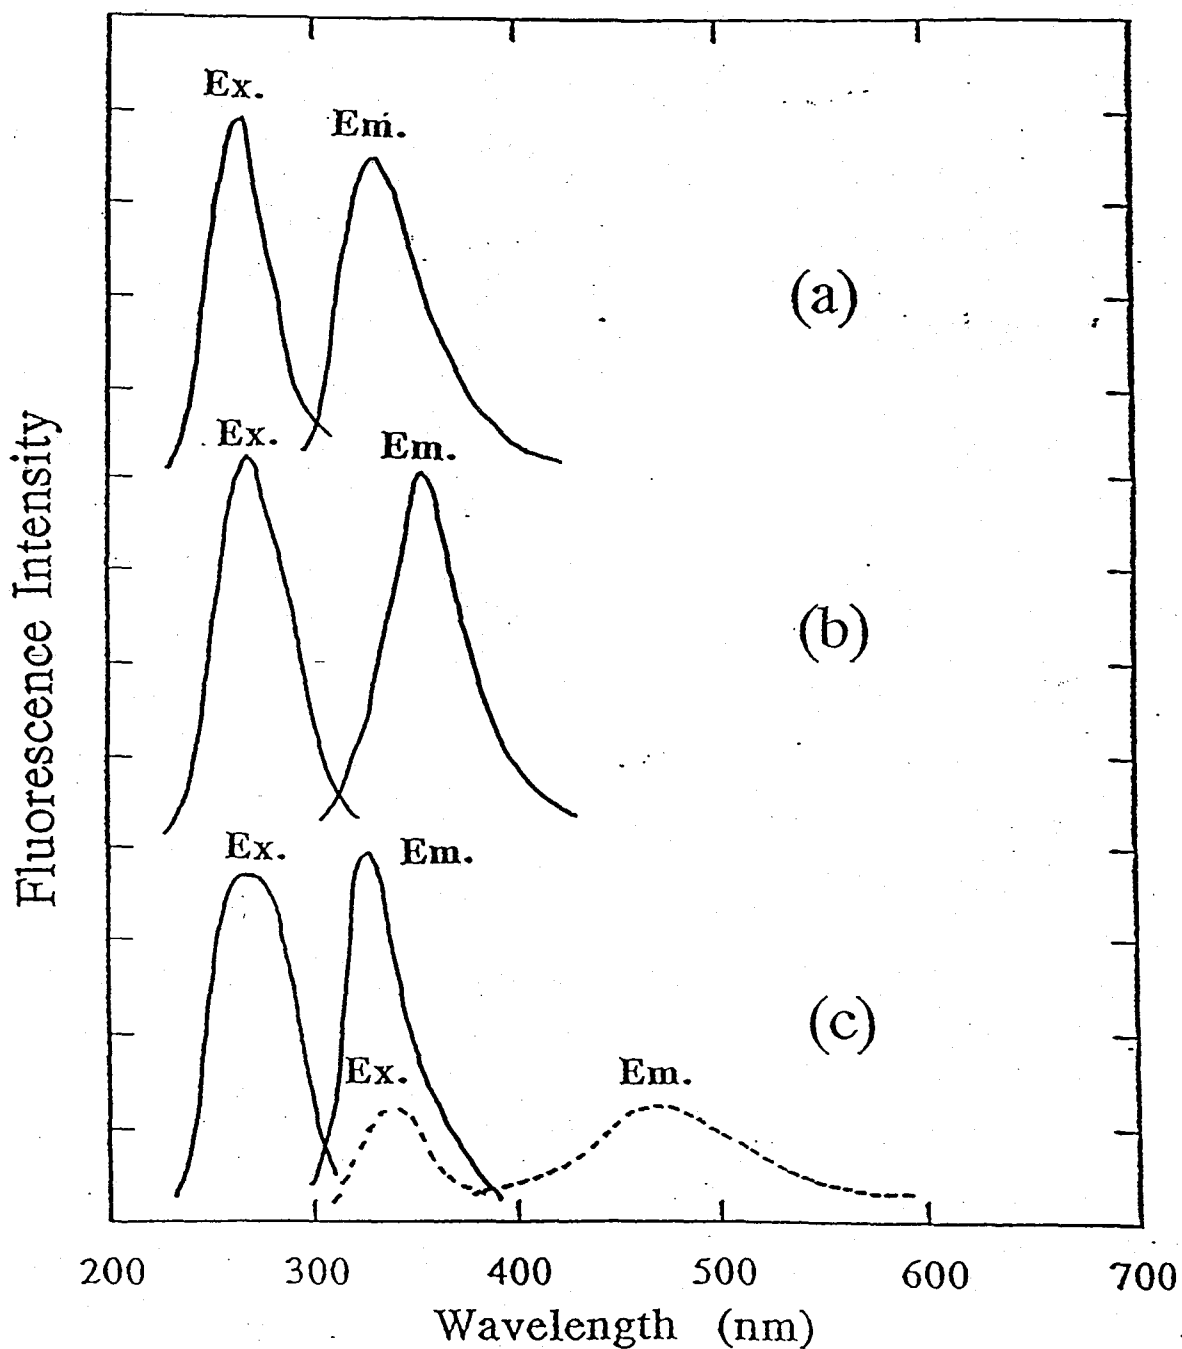 Ex.
Em.
(a)
Ex.
Em.
(b)
Ex.
Em.
(c)
Ex.
Em.
Fluorescence Intensity
200 300 400 500 600 700
Wavelength (nm)